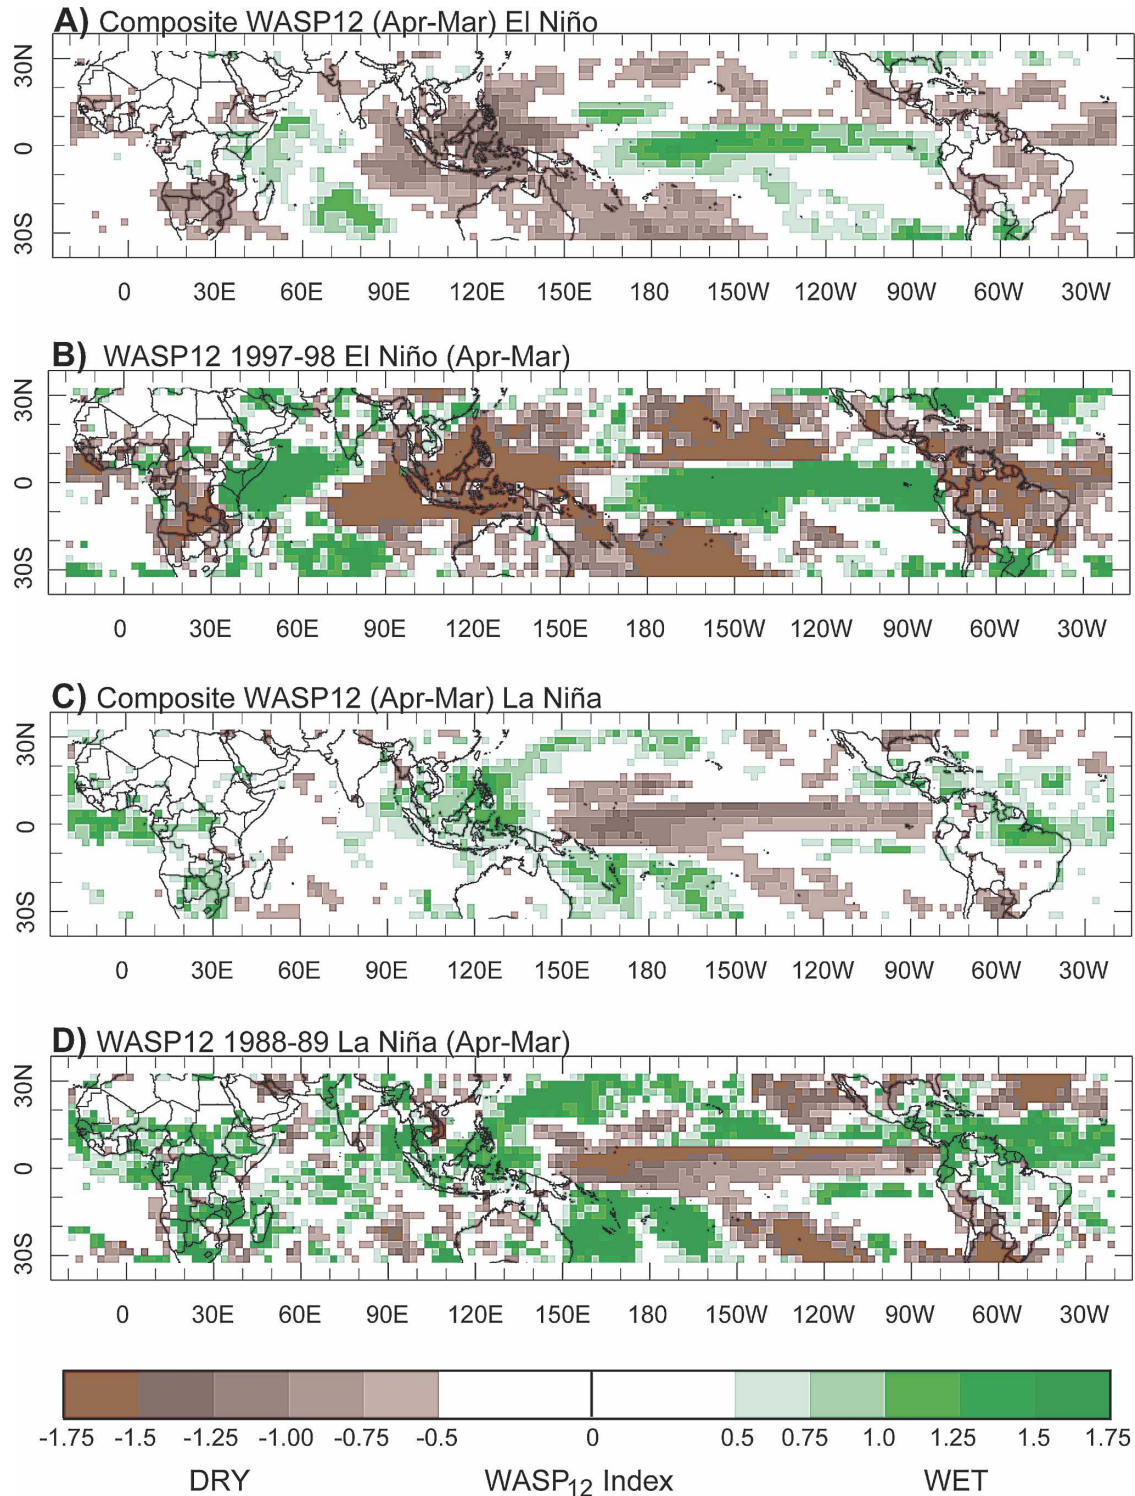 A) Composite WASP12 (Apr-Mar) El Niño
30N
0
30S
0 30E 60E 90E 120E 150E 180 150W 120W 90W 60W 30W
B) WASP12 1997-98 El Niño (Apr-Mar)
30N
0
30S
0 30E 60E 90E 120E 150E 180 150W 120W 90W 60W 30W
C) Composite WASP12 (Apr-Mar) La Niña
30N
0
30S
0 30E 60E 90E 120E 150E 180 150W 120W 90W 60W 30W
D) WASP12 1988-89 La Niña (Apr-Mar)
30N
0
30S
0 30E 60E 90E 120E 150E 180 150W 120W 90W 60W 30W
-1.75 -1.5 -1.25 -1.00 -0.75 -0.5 0 0.5 0.75 1.0 1.25 1.5 1.75
DRY WASP12 Index WET